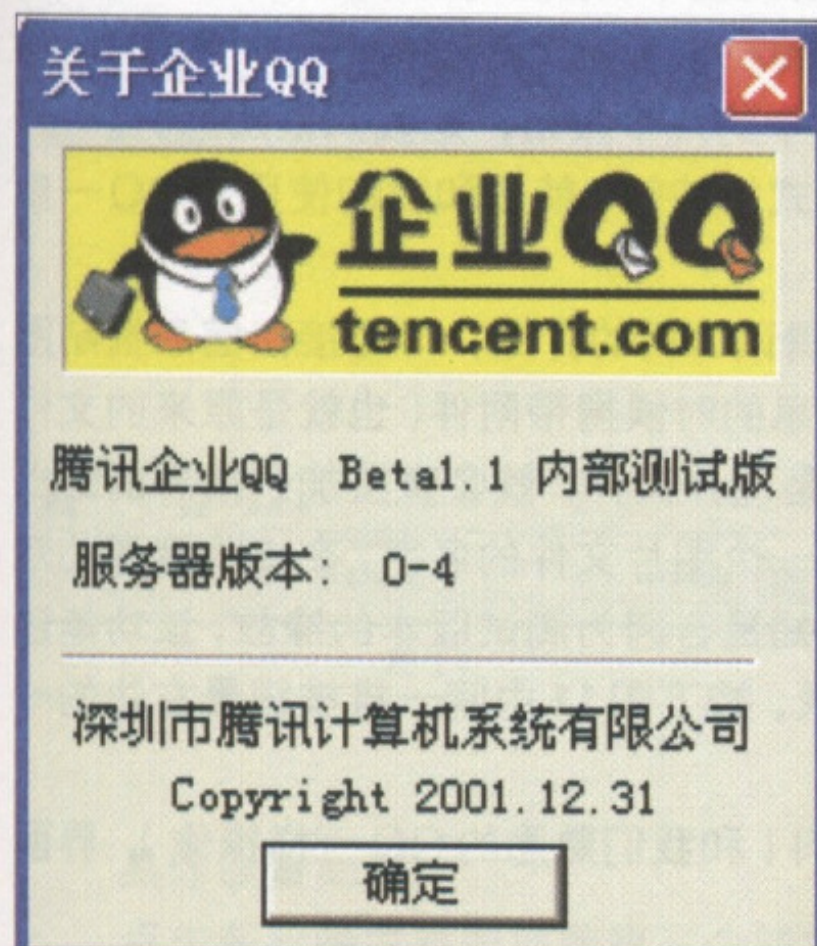 关于企业QQ
企业QQ
tencent.com
腾讯企业QQ Beta1.1 内部测试版
服务器版本: 0-4
深圳市腾讯计算机系统有限公司
Copyright 2001.12.31
确定